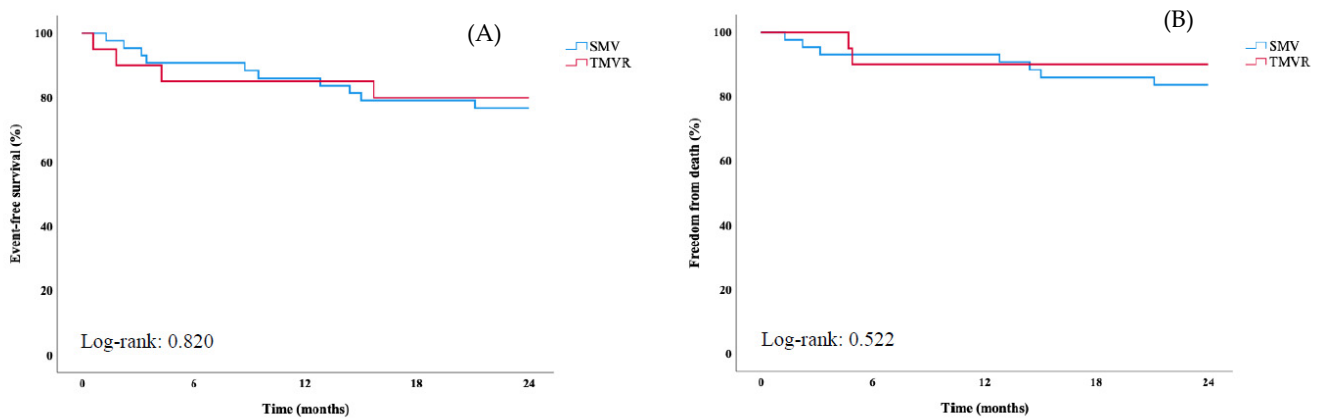 (A)
SMV
TMVR
Event-free survival (%)
100
80
60
40
20
0
Log-rank: 0.820
0 6 12 18 24
Time (months)
(B)
SMV
TMVR
Freedom from death (%)
100
80
60
40
20
0
Log-rank: 0.522
0 6 12 18 24
Time (months)